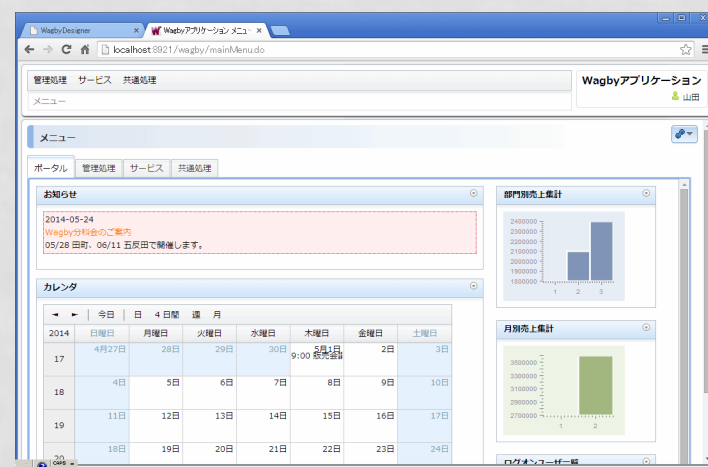 WagbyDesigner × Wagbyアプリケーション メニュ ×
localhost:8921/wagby/mainMenu.do
管理処理 サービス 共通処理
メニュー
Wagbyアプリケーション
山田
メニュー
ポータル 管理処理 サービス 共通処理
お知らせ
2014-05-24
Wagby分科会のご案内
05/28 田町、06/11 五反田で開催します。
カレンダ
今日 日 4日間 週 月
2014 日曜日 月曜日 火曜日 水曜日 木曜日 金曜日 土曜日
17 4月27日 28日 29日 30日 5月1日 2日 3日
9:00 販売会議
18 4日 5日 6日 7日 8日 9日 10日
19 11日 12日 13日 14日 15日 16日 17日
20 18日 19日 20日 21日 22日 23日 24日
部門別売上集計
2400000
2300000
2200000
2100000
2000000
1900000
1800000
1 2 3
月別売上集計
3500000
3300000
3100000
2900000
2700000
1 2
ログオンユーザ一覧
CAPS